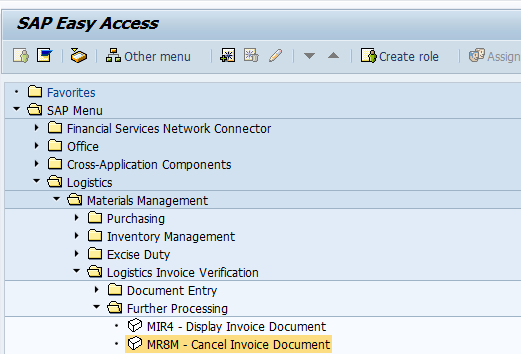 SAP Easy Access
Other menu Create role Assign
Favorites
SAP Menu
Financial Services Network Connector
Office
Cross-Application Components
Logistics
Materials Management
Purchasing
Inventory Management
Excise Duty
Logistics Invoice Verification
Document Entry
Further Processing
MIR4 - Display Invoice Document
MR8M - Cancel Invoice Document